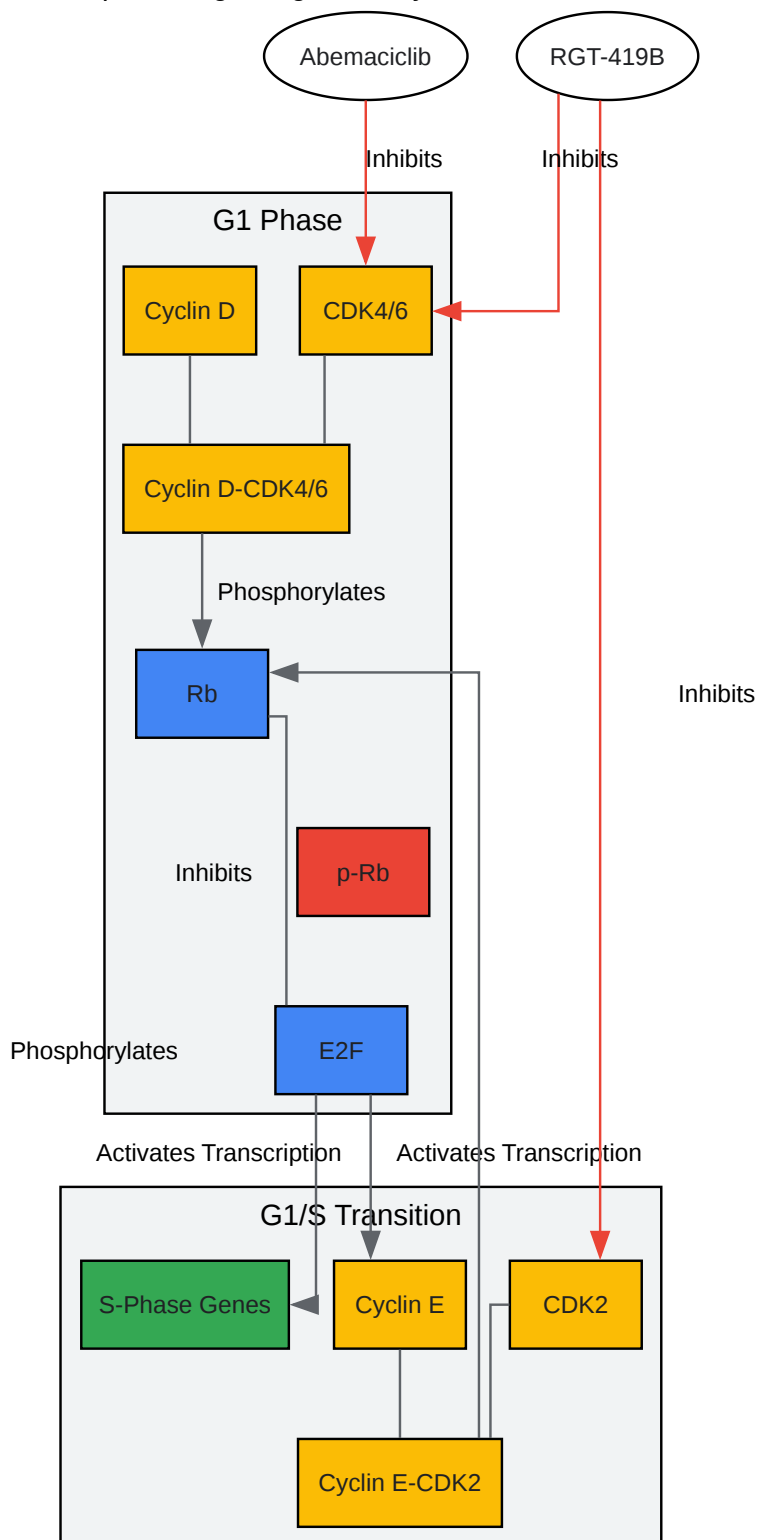 Abemaciclib
RGT-419B
Inhibits
Inhibits
G1 Phase
Cyclin D
CDK4/6
Cyclin D-CDK4/6
Phosphorylates
Rb
Inhibits
Inhibits
p-Rb
Phosphorylates
E2F
Activates Transcription
Activates Transcription
G1/S Transition
S-Phase Genes
Cyclin E
CDK2
Cyclin E-CDK2